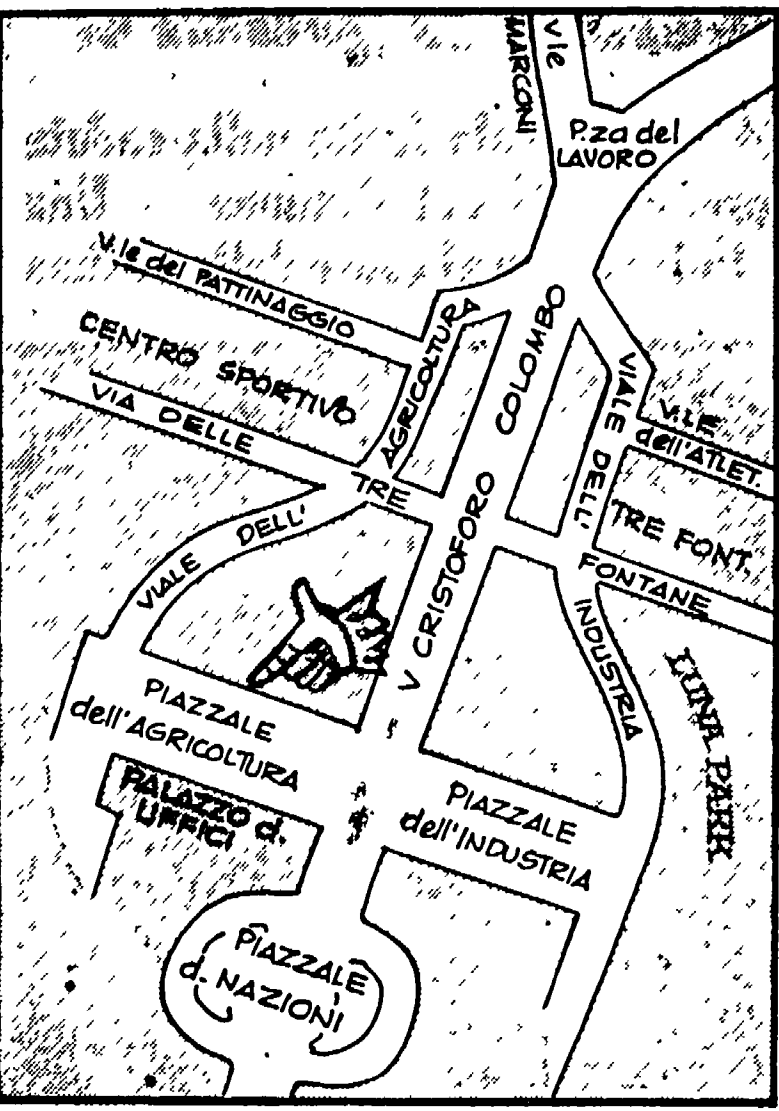 Vle
MARCONI
P.za del
LAVORO
V.le del PATTINAGGIO
CENTRO SPORTIVO
AGRICOLTURA
V CRISTOFORO COLOMBO
VIALE DELL'
V.LE
dell'ATLET.
VIA DELLE TRE FONTANE
TRE FONT.
VIALE DELL'
INDUSTRIA
LUNA PARK
PIAZZALE
dell'AGRICOLTURA
PALAZZO d.
UFFICI
PIAZZALE
dell'INDUSTRIA
PIAZZALE
d. NAZIONI